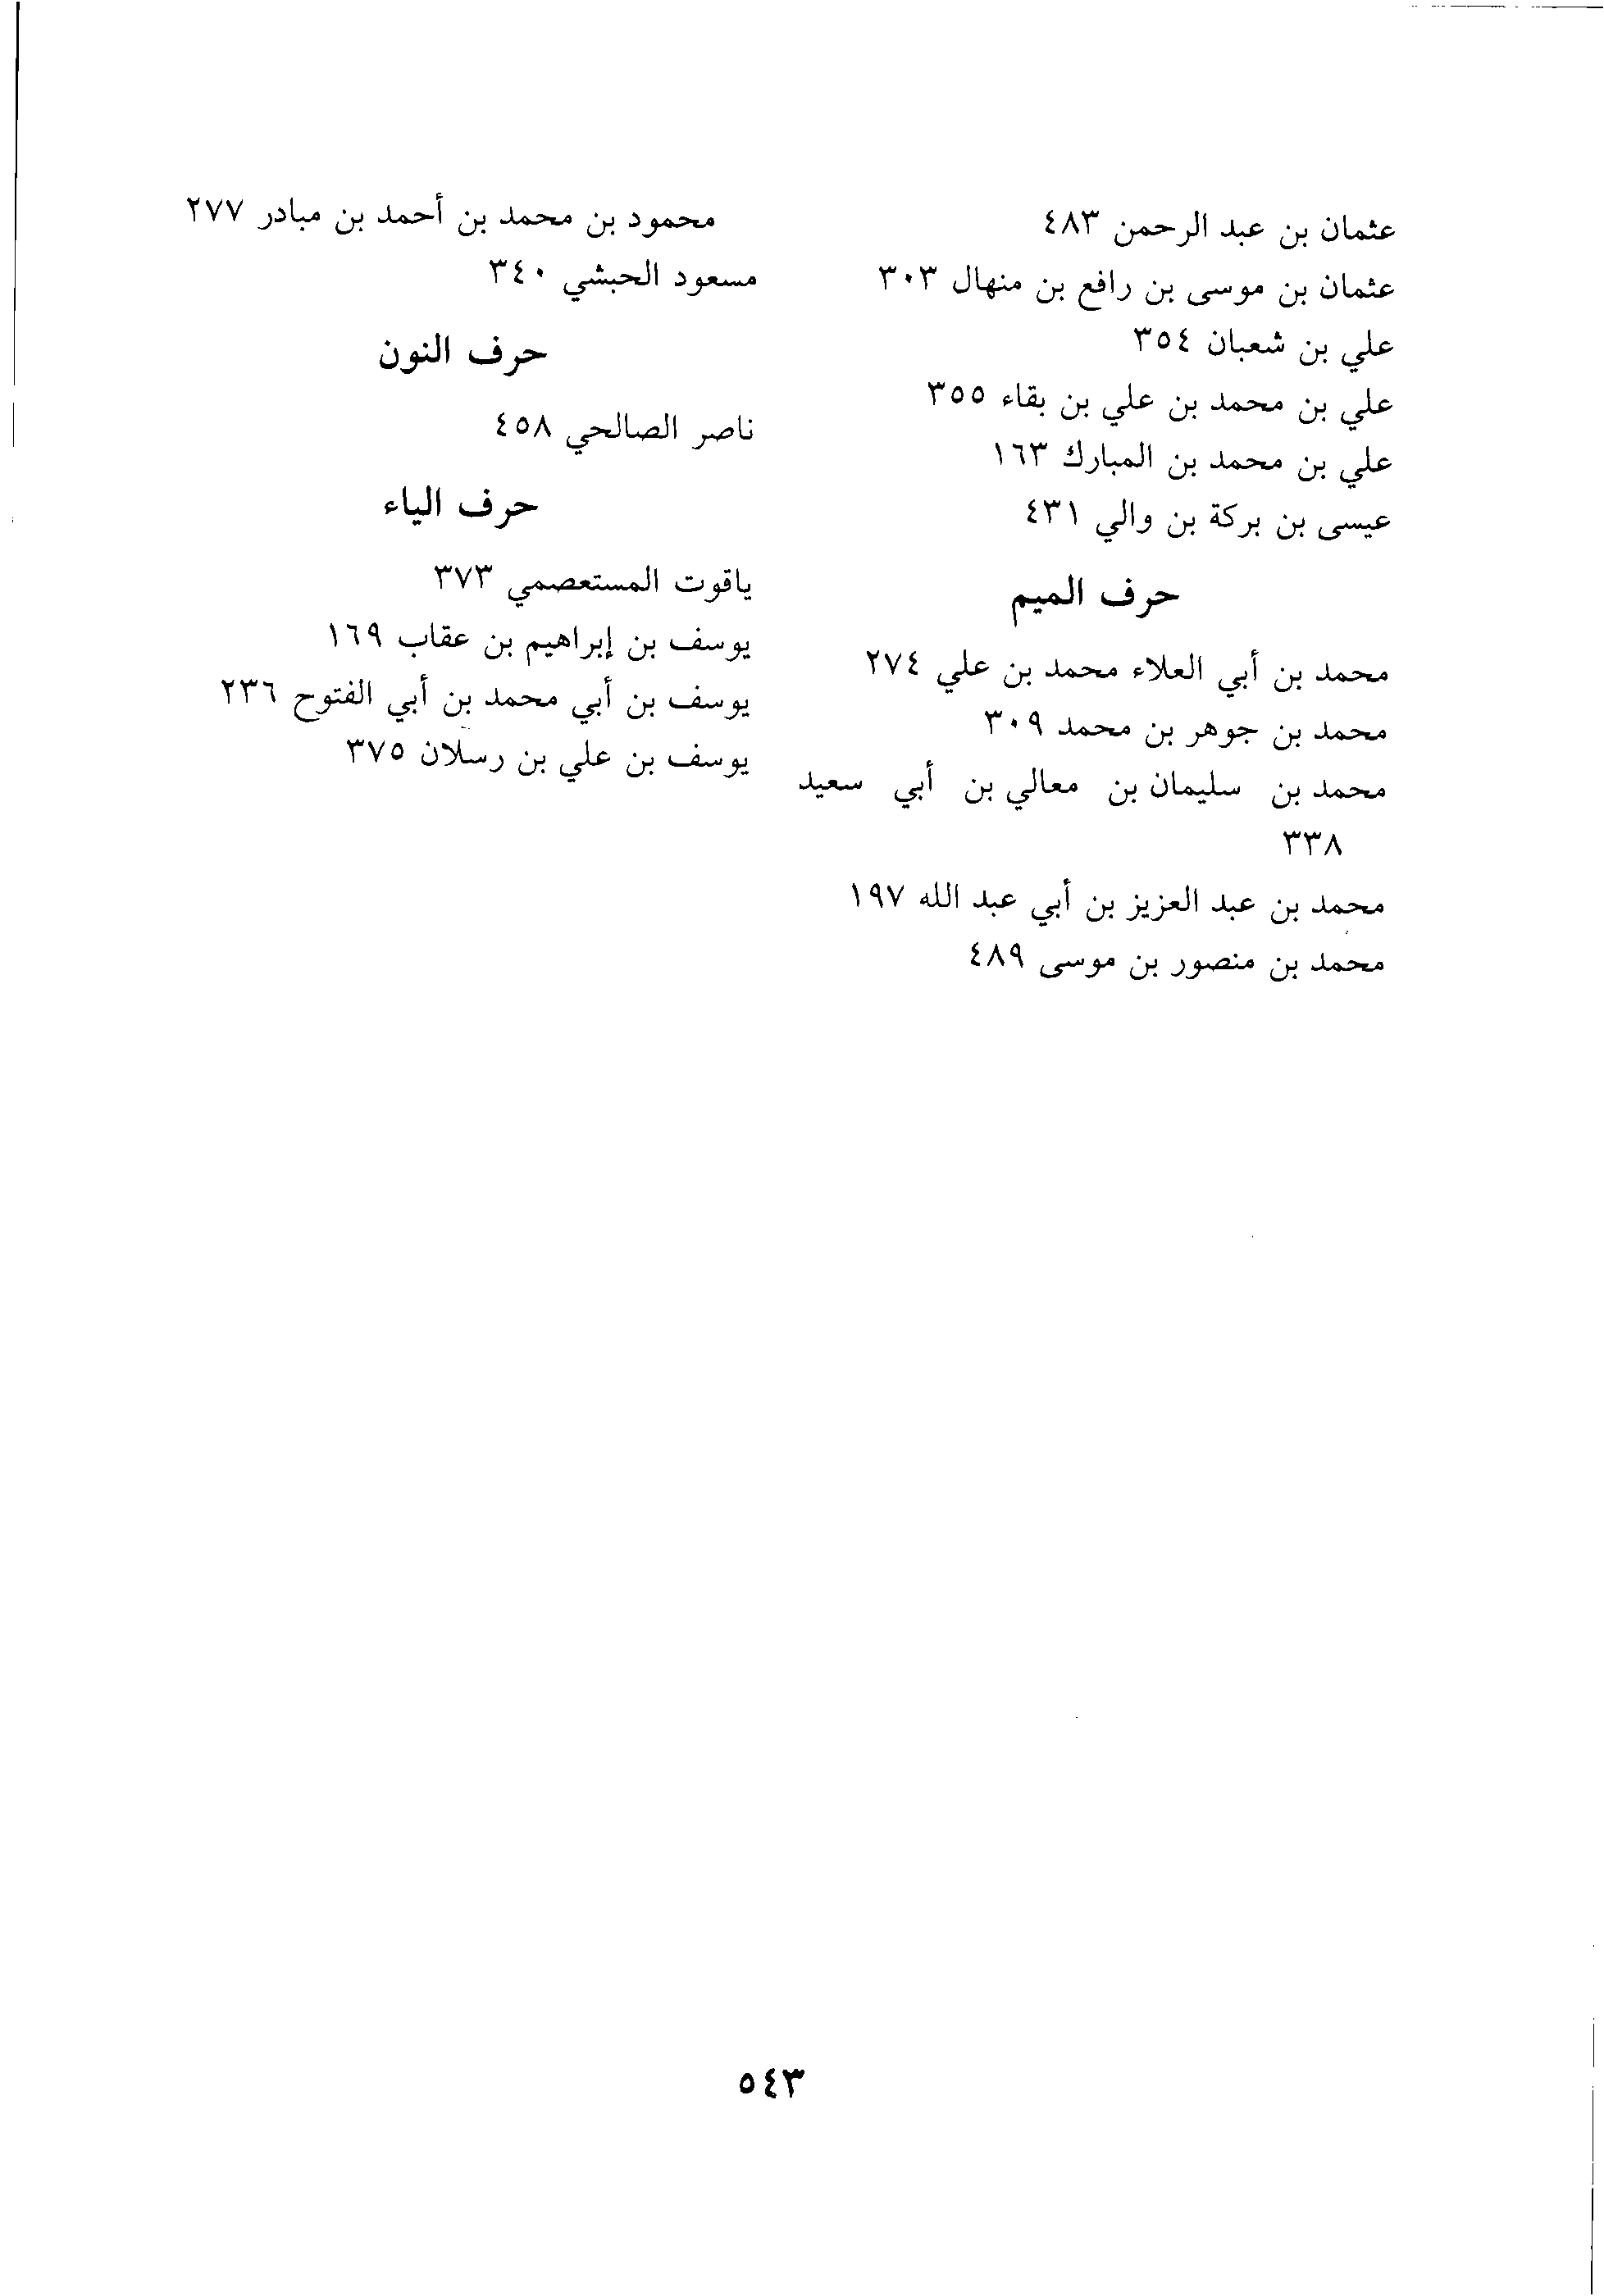 عثمان بن عبد الرحمن ٤٨٣
عثمان بن موسى بن رافع بن منهال ٣٠٣
علي بن شعبان ٣٥٤
علي بن محمد بن علي بن بقاء ٣٥٥
علي بن محمد بن المبارك ١٦٣
عيسى بن بركة بن والي ٤٣١
حرف الميم
محمد بن أبي العلاء محمد بن علي ٢٧٤
محمد بن جوهر بن محمد ٣٠٩
محمد بن سليمان بن معالي بن أبي سعيد
٣٣٨
محمد بن عبد العزيز بن أبي عبد الله ١٩٧
محمد بن منصور بن موسى ٤٨٩
محمود بن محمد بن أحمد بن مبادر ٢٧٧
مسعود الحبشي ٣٤٠
حرف النون
ناصر الصالحي ٤٥٨
حرف الياء
ياقوت المستعصمي ٣٧٣
يوسف بن إبراهيم بن عقاب ١٦٩
يوسف بن أبي محمد بن أبي الفتوح ٢٣٦
يوسف بن علي بن رسلان ٣٧٥
٥٤٣